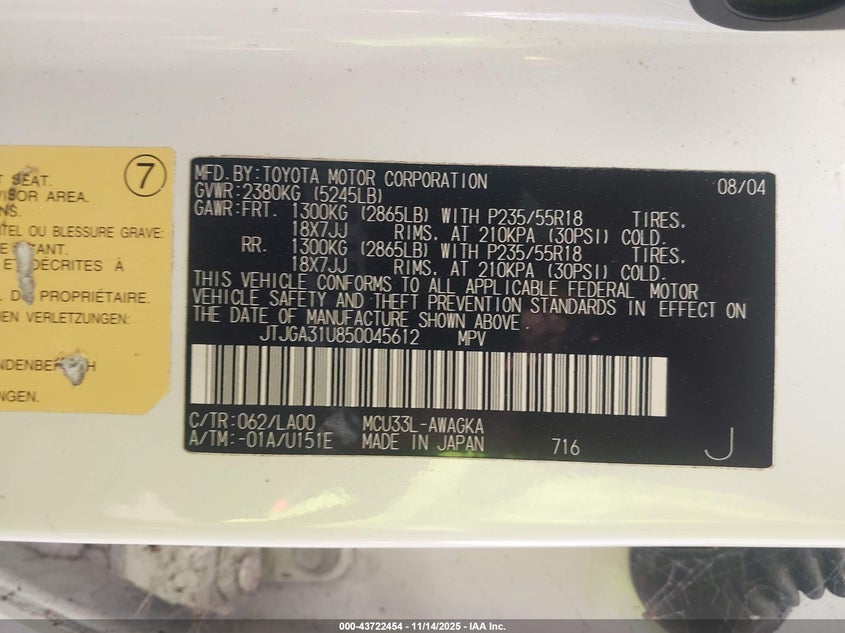 7
T SEAT.
VISOR AREA.
NS.
TEL OU BLESSURE GRAVE:
TANT.
ET DÉCRITES À
L DU PROPRIÉTAIRE.
EN VERLETZUNGEN:
NDENBEREICH
NGEN.
MFD.BY:TOYOTA MOTOR CORPORATION 08/04
GVWR:2380KG (5245LB)
GAWR:FRT. 1300KG (2865LB) WITH P235/55R18 TIRES,
18X7JJ RIMS, AT 210KPA (30PSI) COLD.
RR. 1300KG (2865LB) WITH P235/55R18 TIRES,
18X7JJ RIMS, AT 210KPA (30PSI) COLD.
THIS VEHICLE CONFORMS TO ALL APPLICABLE FEDERAL MOTOR
VEHICLE SAFETY AND THEFT PREVENTION STANDARDS IN EFFECT ON
THE DATE OF MANUFACTURE SHOWN ABOVE.
JTJGA31U850045612 MPV
C/TR:062/LA00 MCU33L-AWAGKA
A/TM:-01A/U151E MADE IN JAPAN 716 J
000-43722454 - 11/14/2025 - IAA Inc.